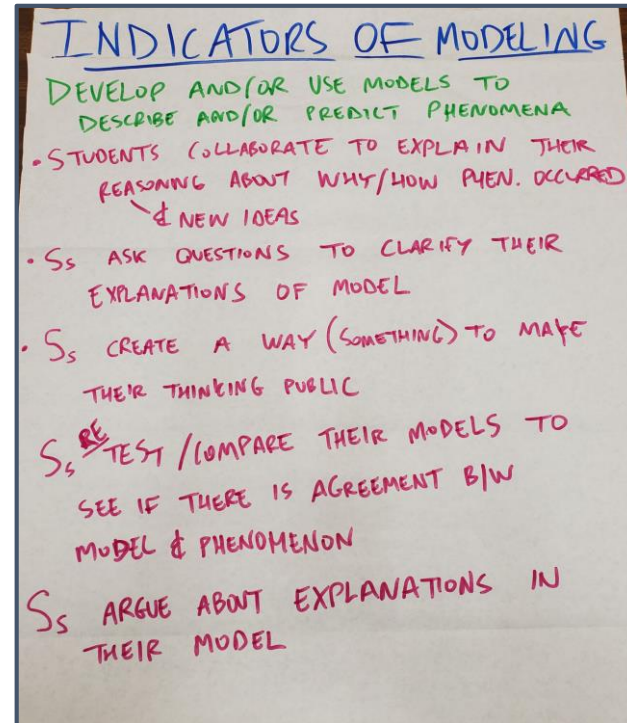 INDICATORS OF MODELING
DEVELOP AND/OR USE MODELS TO
DESCRIBE AND/OR PREDICT PHENOMENA
• STUDENTS COLLABORATE TO EXPLAIN THEIR
REASONING ABOUT WHY/HOW PHEN. OCCURRED
& NEW IDEAS
• Ss ASK QUESTIONS TO CLARIFY THEIR
EXPLANATIONS OF MODEL
• Ss CREATE A WAY (SOMETHING) TO MAKE
THEIR THINKING PUBLIC
Ss RE TEST/COMPARE THEIR MODELS TO
SEE IF THERE IS AGREEMENT B/W
MODEL & PHENOMENON
Ss ARGUE ABOUT EXPLANATIONS IN
THEIR MODEL